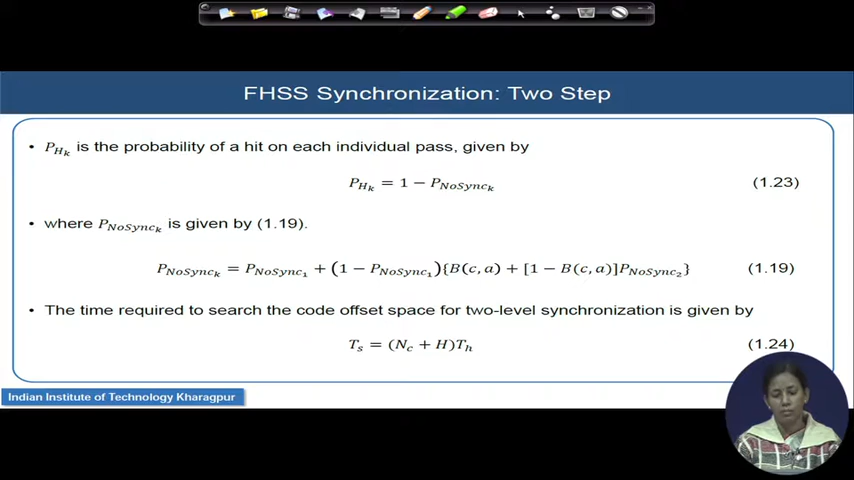 FHSS Synchronization: Two Step
• P_{H_k} is the probability of a hit on each individual pass, given by
P_{H_k} = 1 − P_{NoSync_k} (1.23)
• where P_{NoSync_k} is given by (1.19).
P_{NoSync_k} = P_{NoSync_1} + (1 − P_{NoSync_1}){B(c, a) + [1 − B(c, a)]P_{NoSync_2}} (1.19)
• The time required to search the code offset space for two-level synchronization is given by
T_s = (N_c + H)T_h (1.24)
Indian Institute of Technology Kharagpur